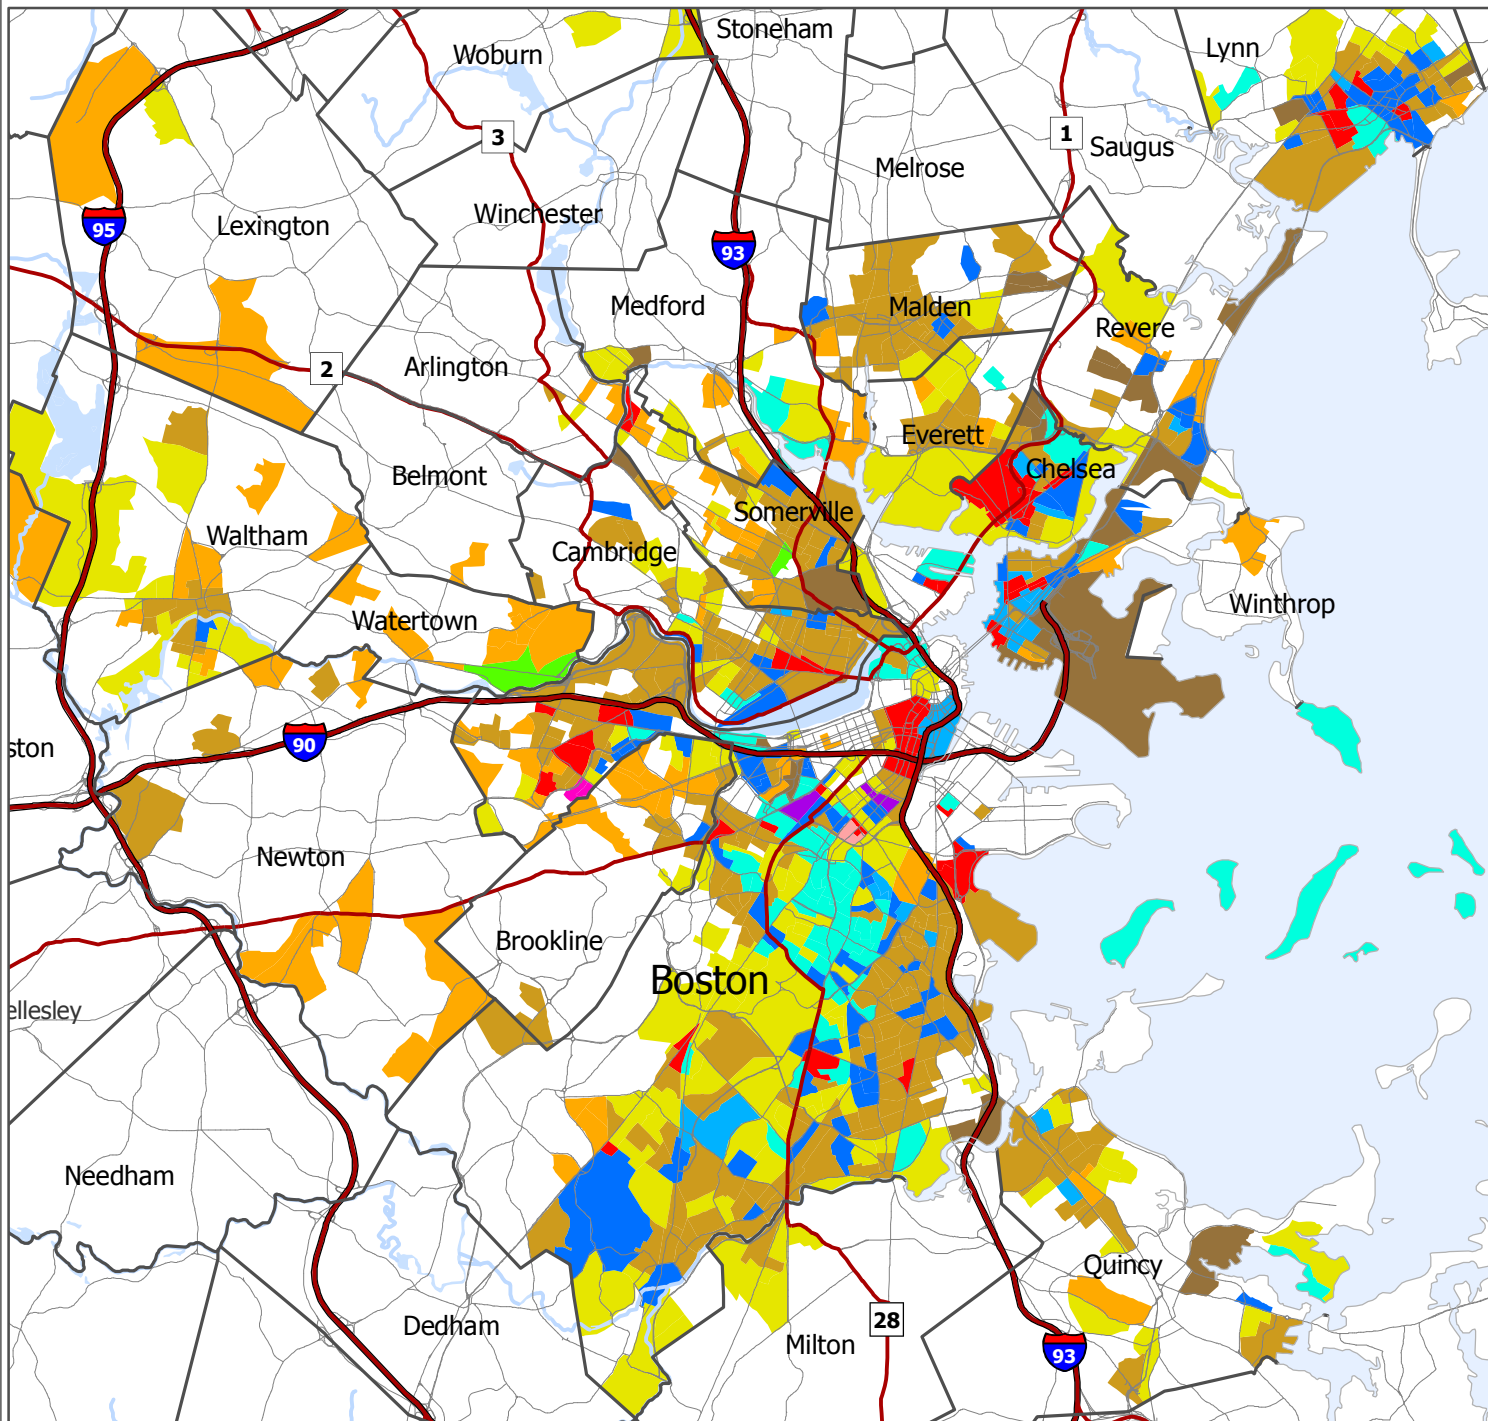 Stoneham
Woburn
Lynn
3
1
Saugus
Melrose
Winchester
Lexington
95
93
Medford
Malden
Revere
2
Arlington
Everett
Chelsea
Belmont
Somerville
Waltham
Cambridge
Winthrop
Watertown
ston
90
Newton
Brookline
Boston
ellesley
Needham
Quincy
Dedham
28
Milton
93